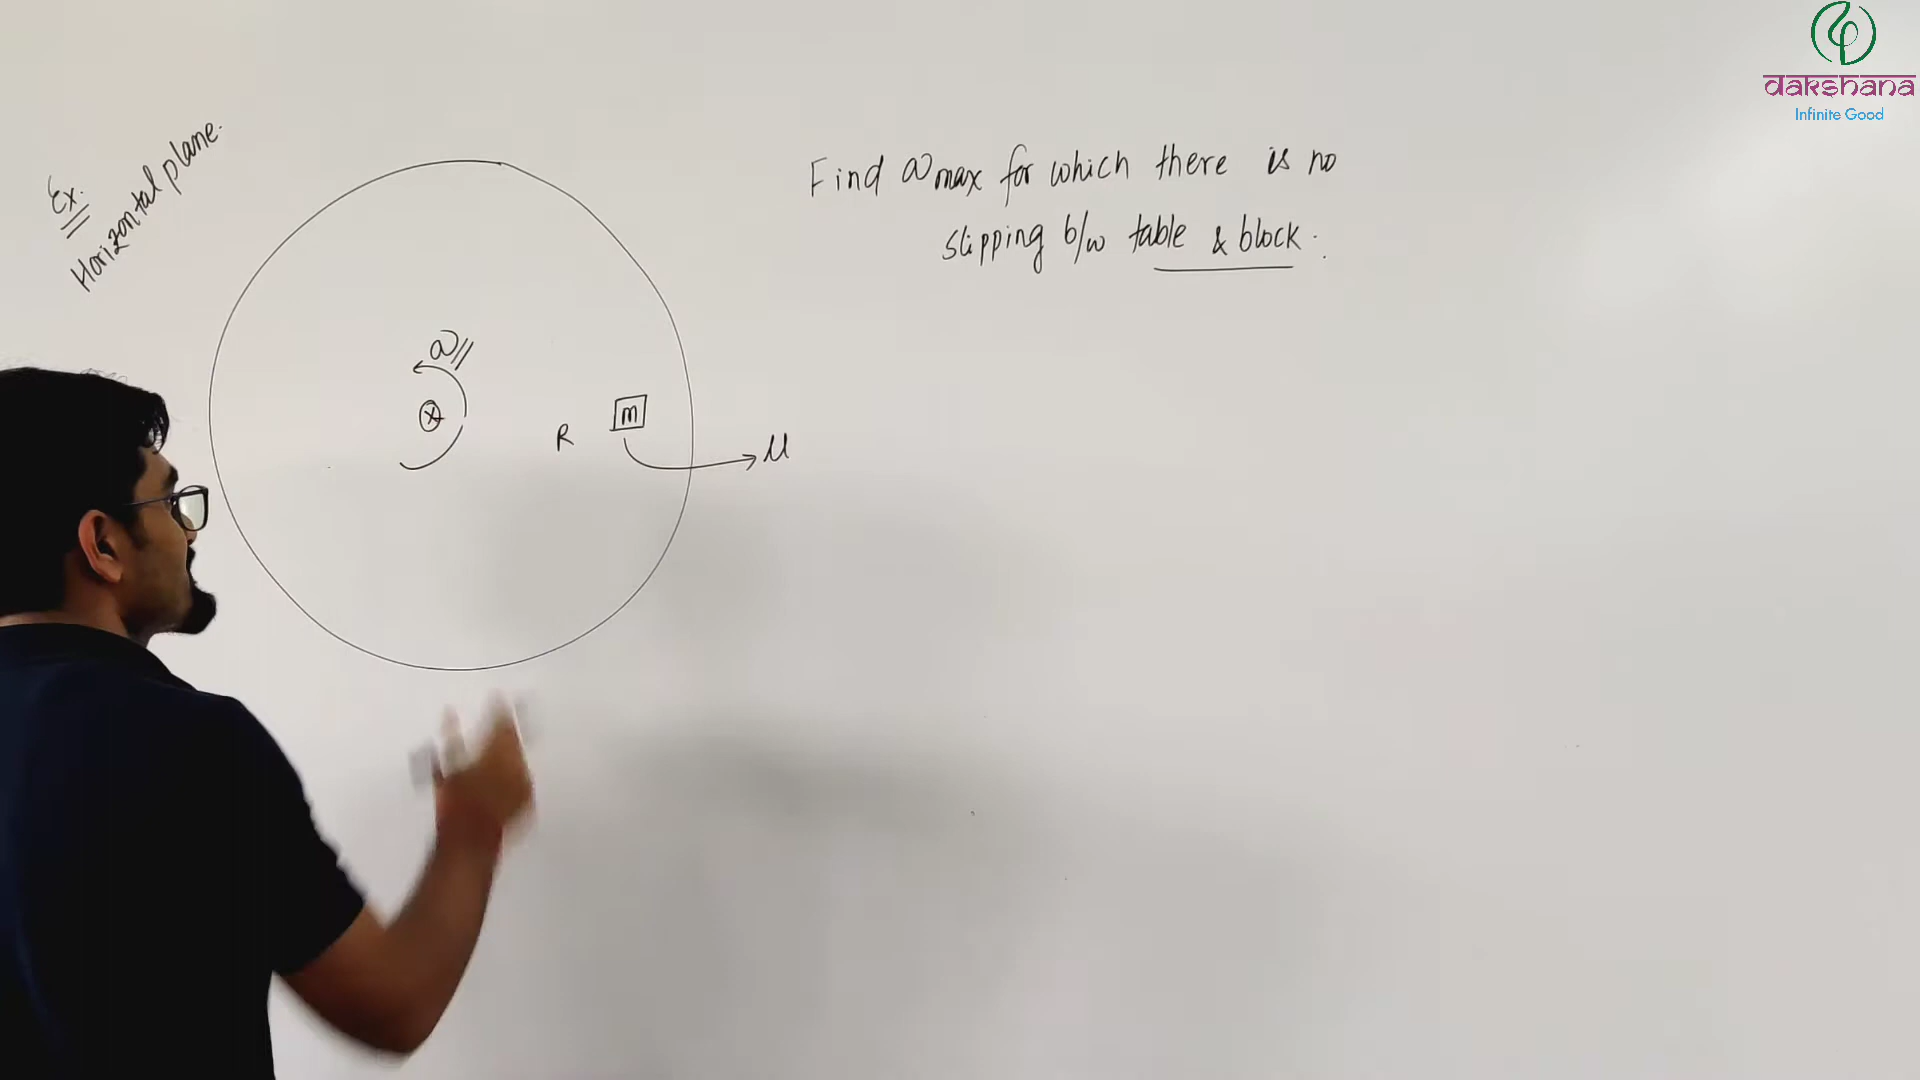 Ex.
Horizontal plane.
Find ωmax for which there is no
slipping b/w table & block.
ω
x
R
m
μ
dakshana
Infinite Good